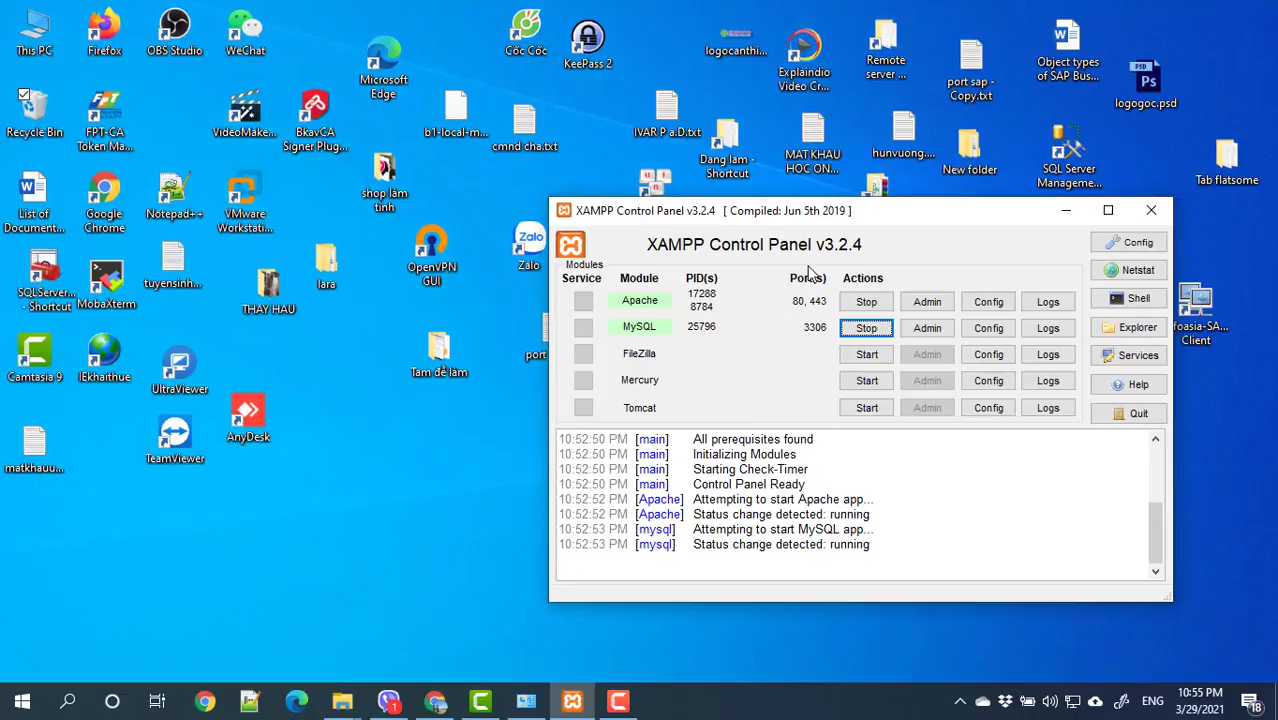 This PC
Firefox
OBS Studio
WeChat
Microsoft
Edge
Cốc Cốc
KeePass 2
logocanthi...
Explaindio
Video Cr...
Remote
server ...
port sap -
Copy.txt
Object types
of SAP Bus...
PSD
Ps
logogoc.psd
Recycle Bin
FPT-CA
Token Ma...
VideoMake...
BkavCA
Signer Plug...
b1-local-m...
cmnd cha.txt
IVAR P a.D.txt
Dang làm -
Shortcut
MAT KHAU
HOC ON...
hunvuong....
New folder
SQL Server
Manageme...
Tab flatsome
List of
Document...
Google
Chrome
Notepad++
VMware
Workstati...
shop làm
tinh
OpenVPN
GUI
Zalo
Zalo
SQLServer...
- Shortcut
MobaXterm
tuyensinh...
THAY HAU
lara
port
foasia-SA...
Client
Camtasia 9
IEkhaithue
UltraViewer
Tam để làm
matkhauu...
TeamViewer
AnyDesk
XAMPP Control Panel v3.2.4 [ Compiled: Jun 5th 2019 ]
XAMPP Control Panel v3.2.4
Config
Modules
Service Module PID(s) Port(s) Actions
Netstat
Apache 17288 8784 80, 443 Stop Admin Config Logs
Shell
MySQL 25796 3306 Stop Admin Config Logs
Explorer
FileZilla Start Admin Config Logs
Services
Mercury Start Admin Config Logs
Help
Tomcat Start Admin Config Logs
Quit
10:52:50 PM [main] All prerequisites found
10:52:50 PM [main] Initializing Modules
10:52:50 PM [main] Starting Check-Timer
10:52:50 PM [main] Control Panel Ready
10:52:52 PM [Apache] Attempting to start Apache app...
10:52:52 PM [Apache] Status change detected: running
10:52:53 PM [mysql] Attempting to start MySQL app...
10:52:53 PM [mysql] Status change detected: running
1
ENG
10:55 PM
3/29/2021
18